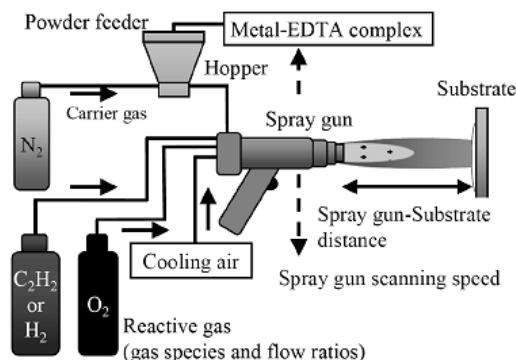 Powder feeder
Metal-EDTA complex
Hopper
Substrate
Carrier gas
Spray gun
N₂
Spray gun-Substrate
distance
Cooling air
Spray gun scanning speed
C₂H₂
or
H₂
O₂
Reactive gas
(gas species and flow ratios)